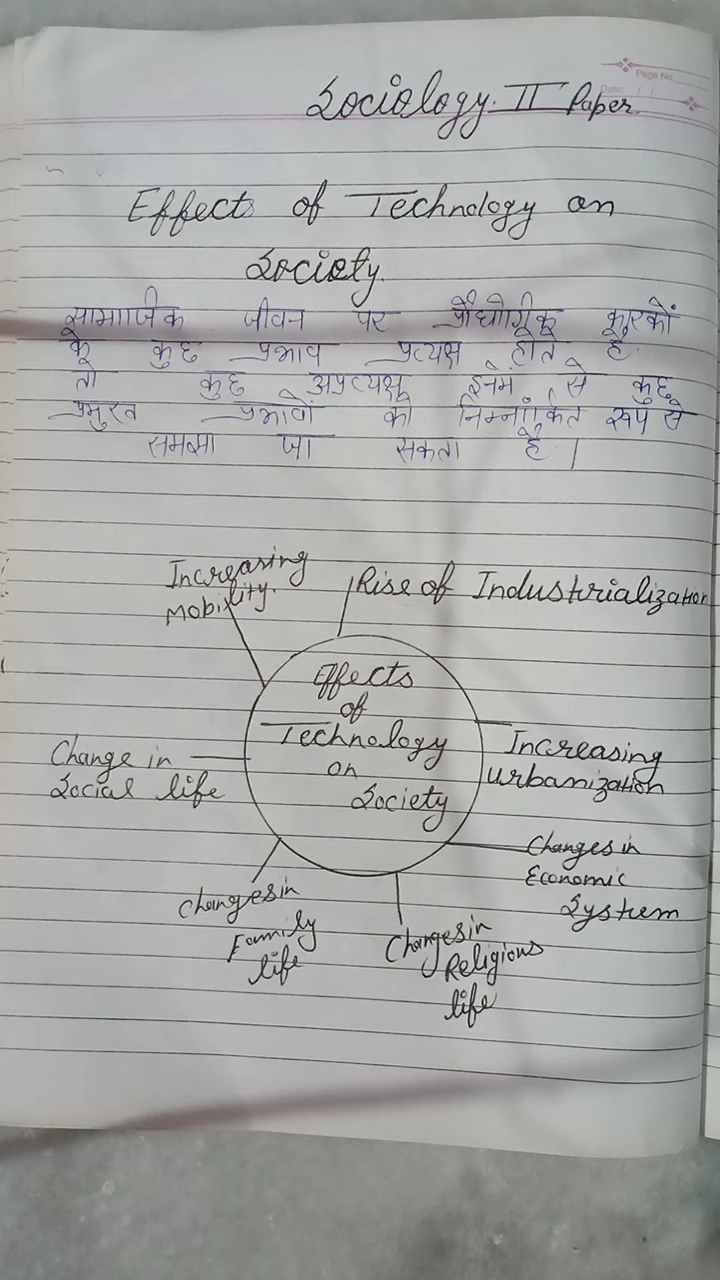 Page No.
Date: / /
Sociology. II Paper.
Effects of Technology on
Society.
सामाजिक जीवन पर प्रौद्योगिक कारकों
के कुछ प्रभाव प्रत्यक्ष होते है.
तो कुछ अप्रत्यक्ष इनमें से कुछ
प्रमुख प्रभावों को निम्नांकित रूप से
समझा जा सकता है ।
Increasing
Mobility.
Rise of Industrialization
Effects
of
Technology
on
Society
Increasing
urbanization
Change in
Social life
Changes in
Economic
System
Changes in
Family
life
Changes in
Religious
life